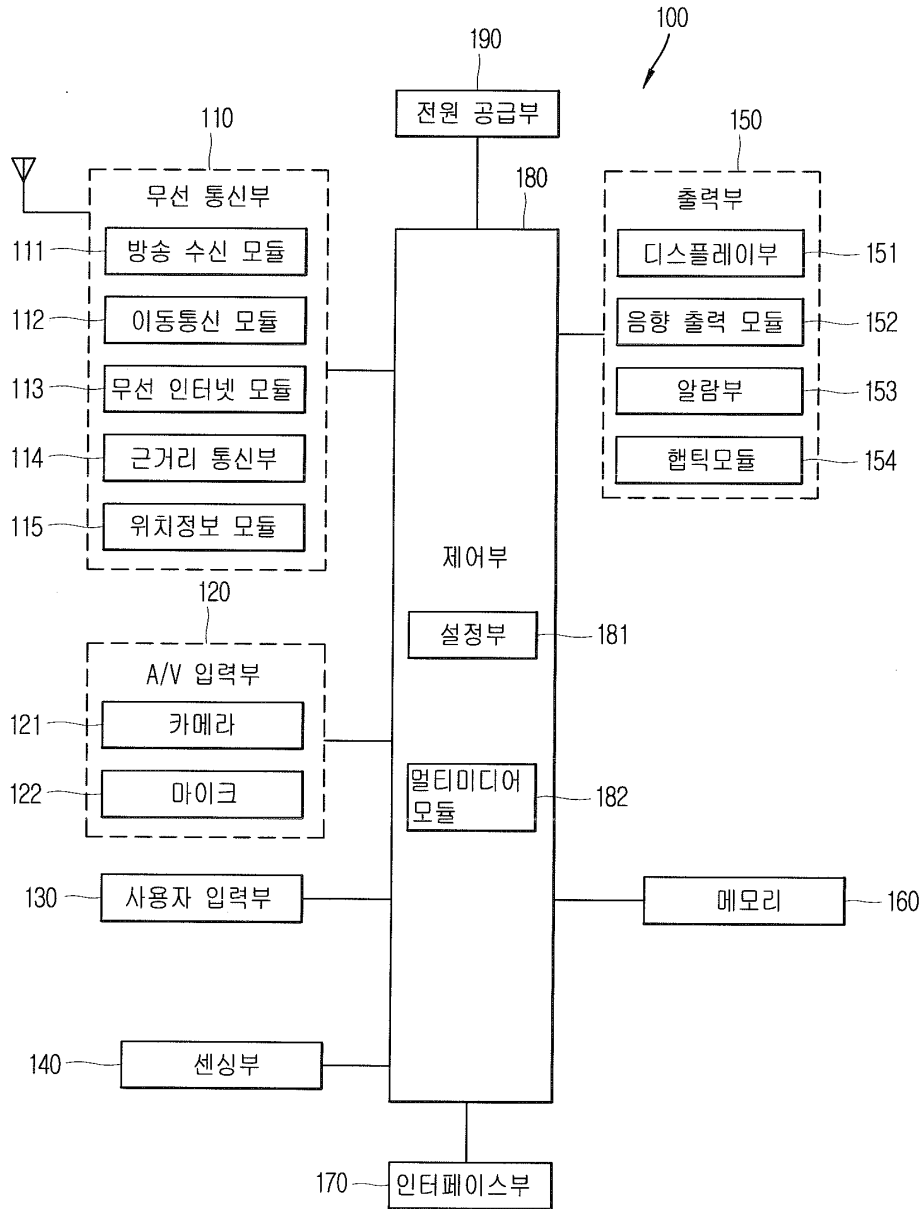 100
190
전원 공급부
110
무선 통신부
111 방송 수신 모듈
112 이동통신 모듈
113 무선 인터넷 모듈
114 근거리 통신부
115 위치정보 모듈
120
A/V 입력부
121 카메라
122 마이크
130 사용자 입력부
140 센싱부
180
제어부
설정부 181
멀티미디어
모듈 182
150
출력부
디스플레이부 151
음향 출력 모듈 152
알람부 153
햅틱모듈 154
메모리 160
170 인터페이스부